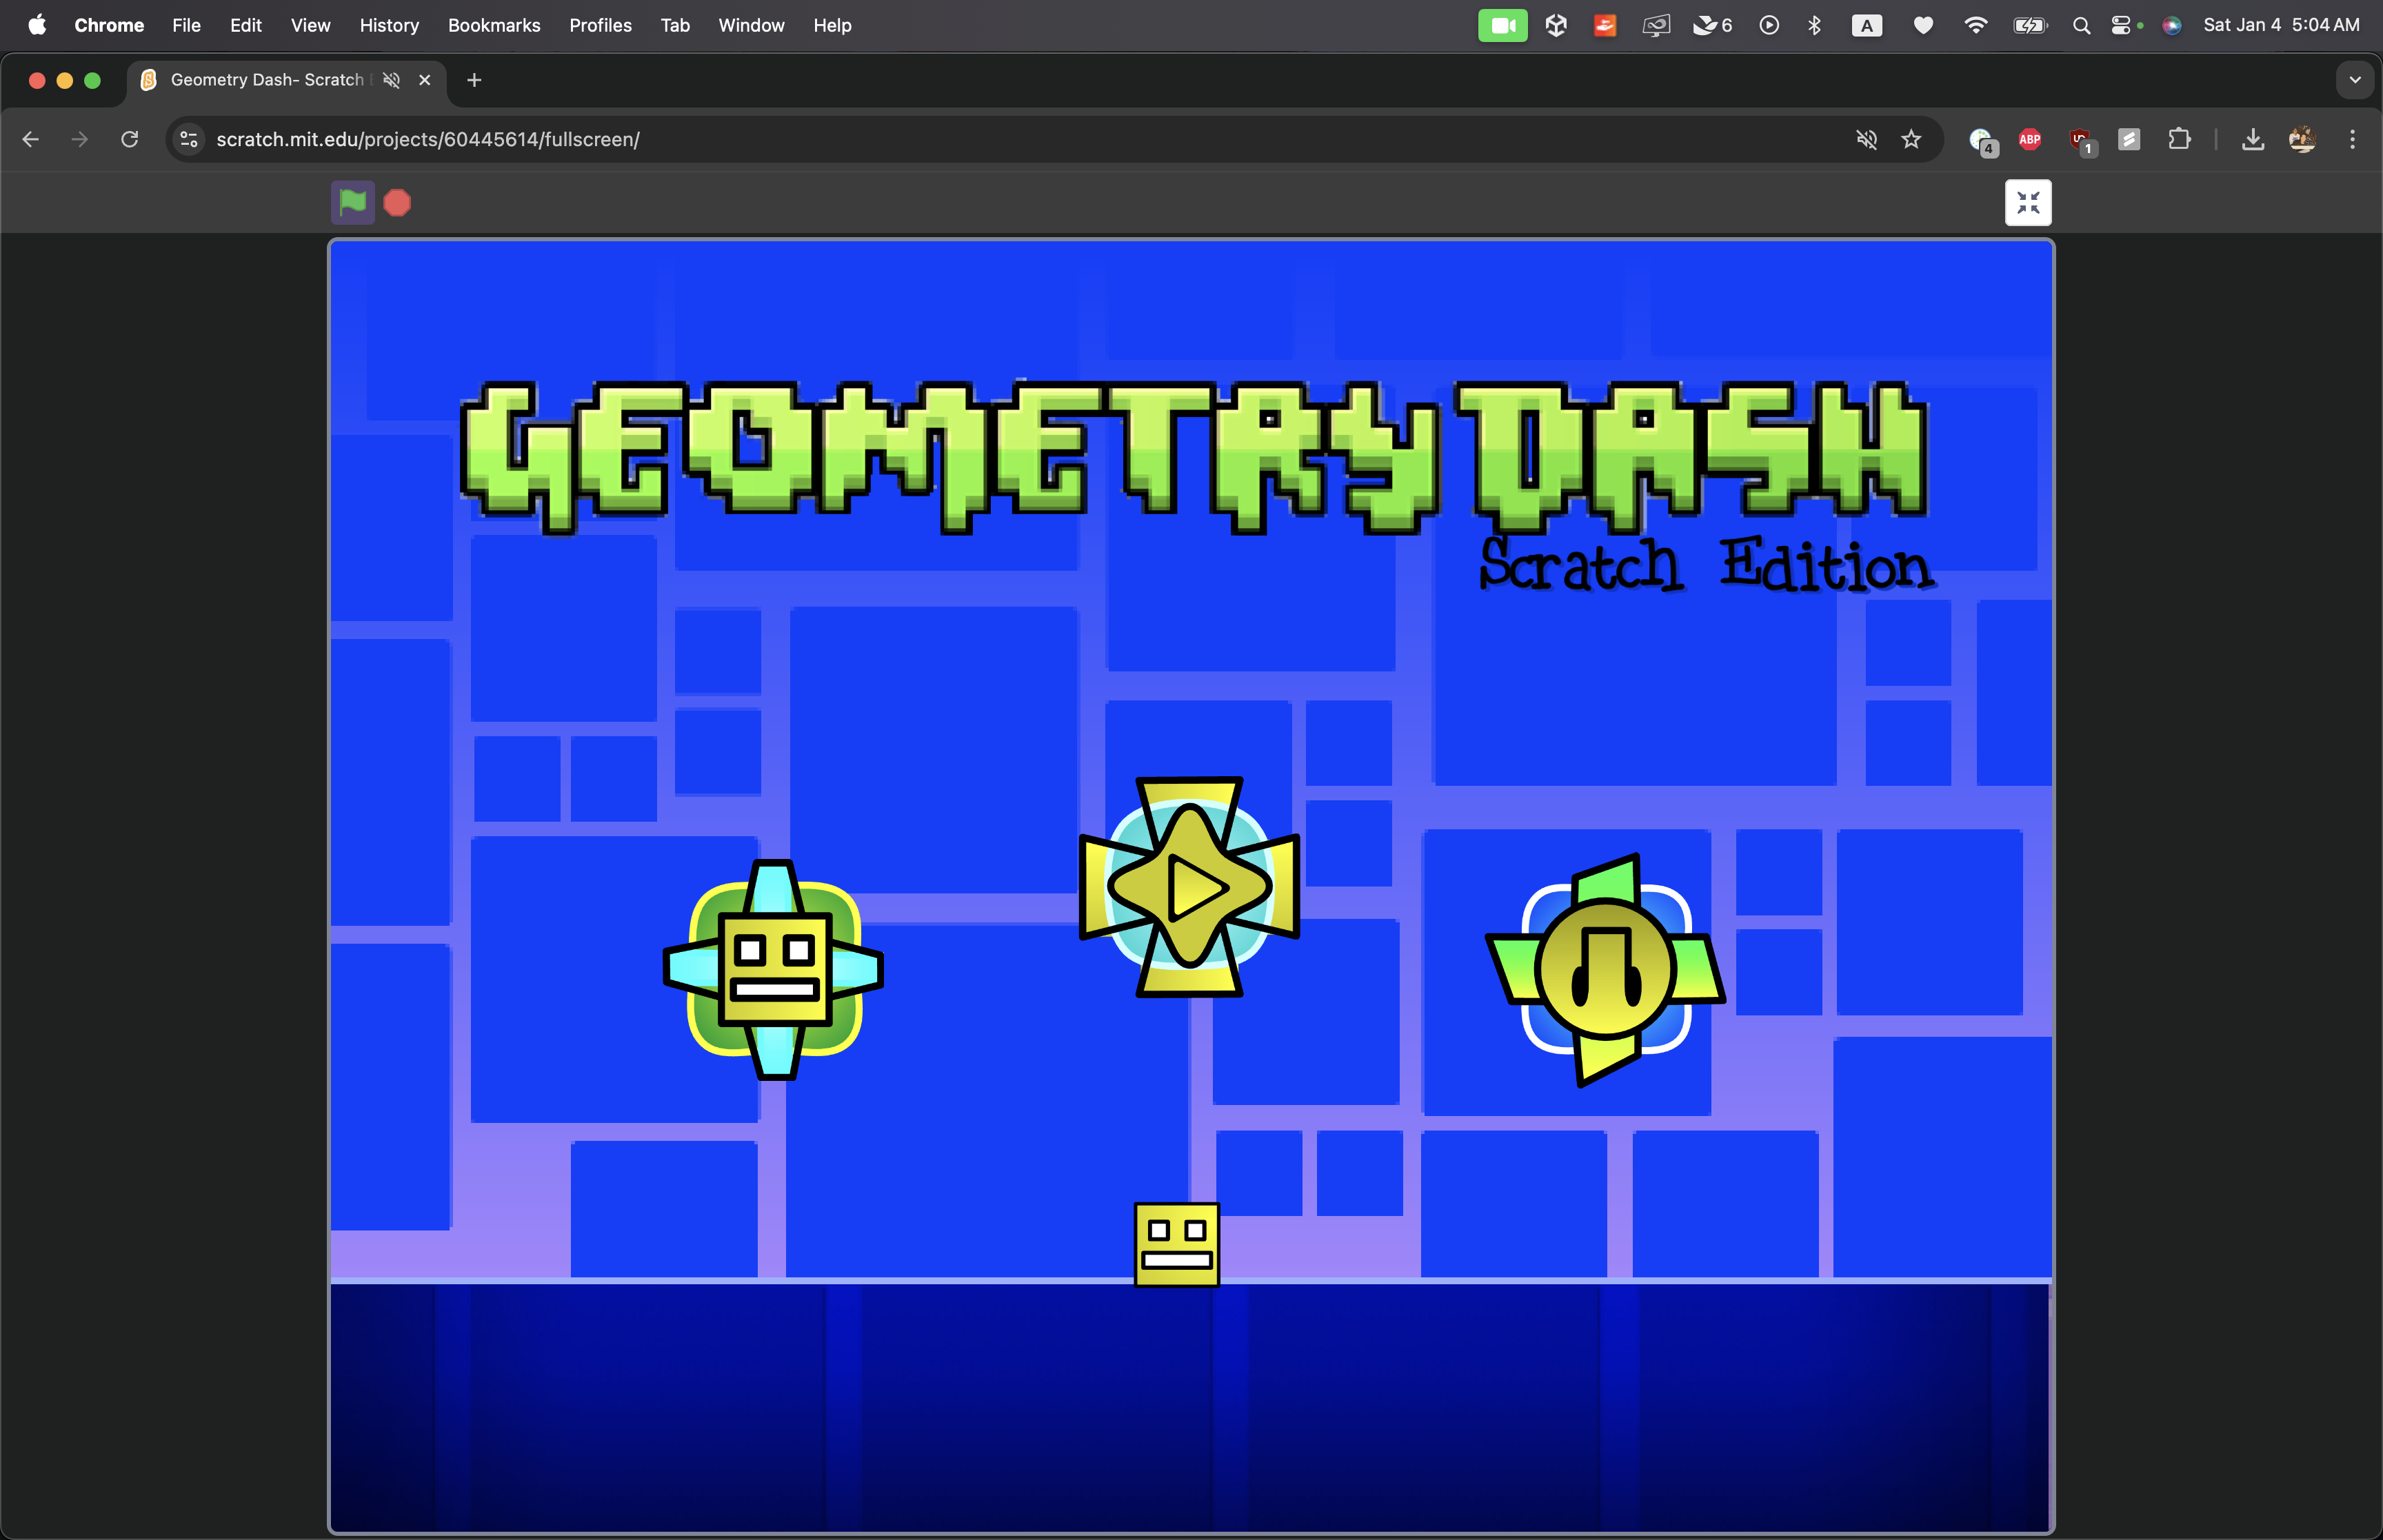 Chrome File Edit View History Bookmarks Profiles Tab Window Help 6 A Sat Jan 4 5:04 AM
Geometry Dash- Scratch
scratch.mit.edu/projects/60445614/fullscreen/ 4 ABP 1
GEOMETRY DASH
Scratch Edition